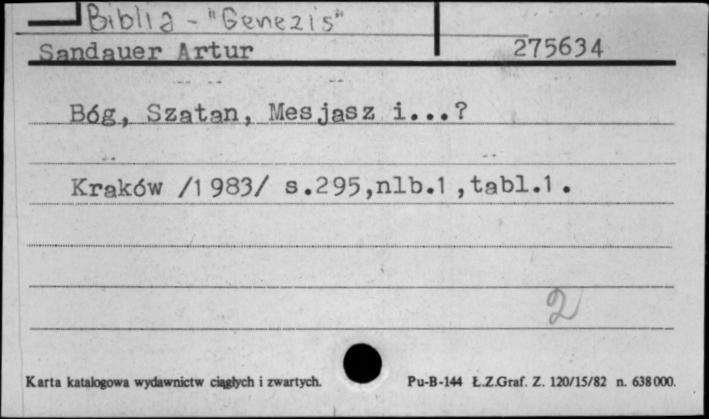 Biblia - "Genezis"
Sandauer Artur 275634
Bóg, Szatan, Mesjasz i...?
Kraków /1983/ s.295,nlb.1,tabl.1.
2
Karta katalogowa wydawnictw ciągłych i zwartych. Pu-B-144 Ł.Z.Graf. Z. 120/15/82 n. 638000.